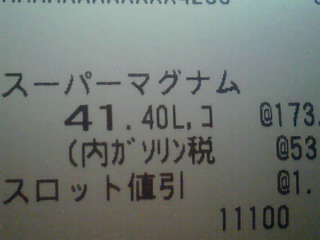 スーパーマグナム
41.40L,コ @173.
(内ガソリン税 @53
スロット値引 @1.
11100